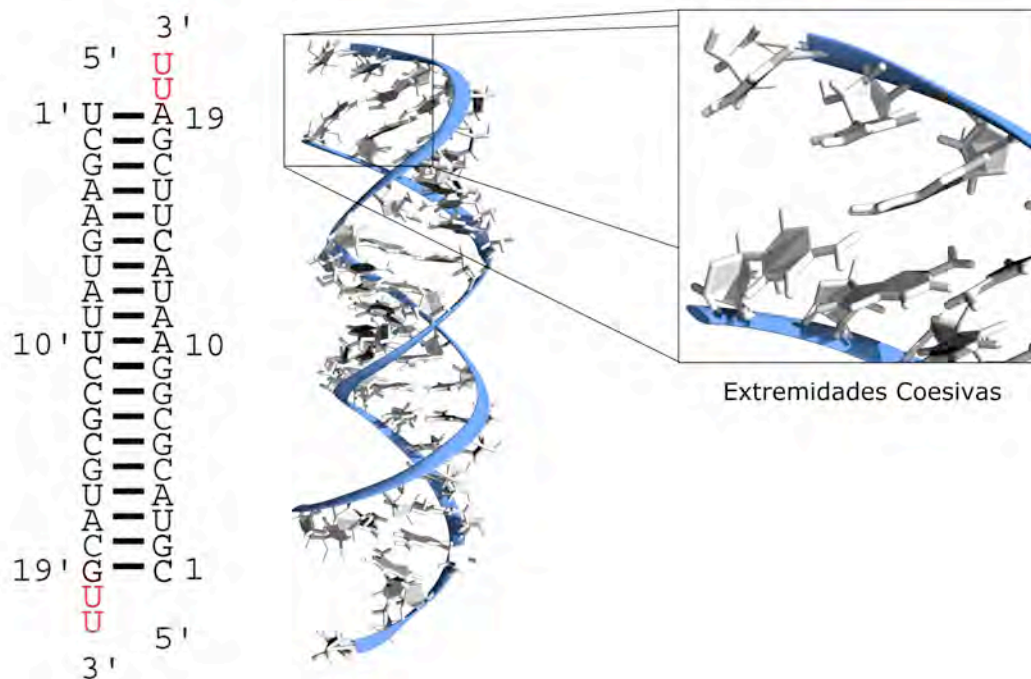 3'
5' U
U
1' U A 19
C G
G C
A U
A U
G C
U A
A U
U A
10' U A 10
C G
C G
G C
C G
G C
U A
A U
C G
19' G C 1
U
U 5'
3'
Extremidades Coesivas